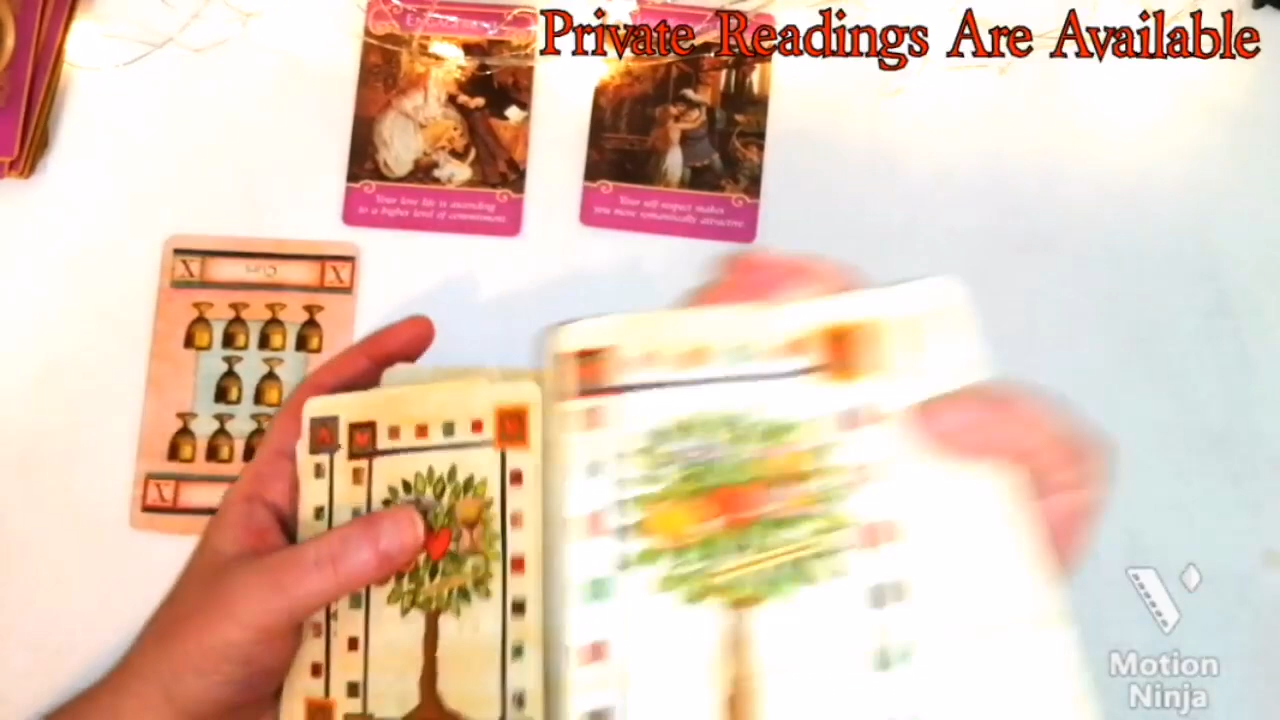 Private Readings Are Available
Your love life is ascending
to a higher level of commitment.
Your self-respect makes
you more romantically attractive.
X
X
Cups
X
Motion
Ninja